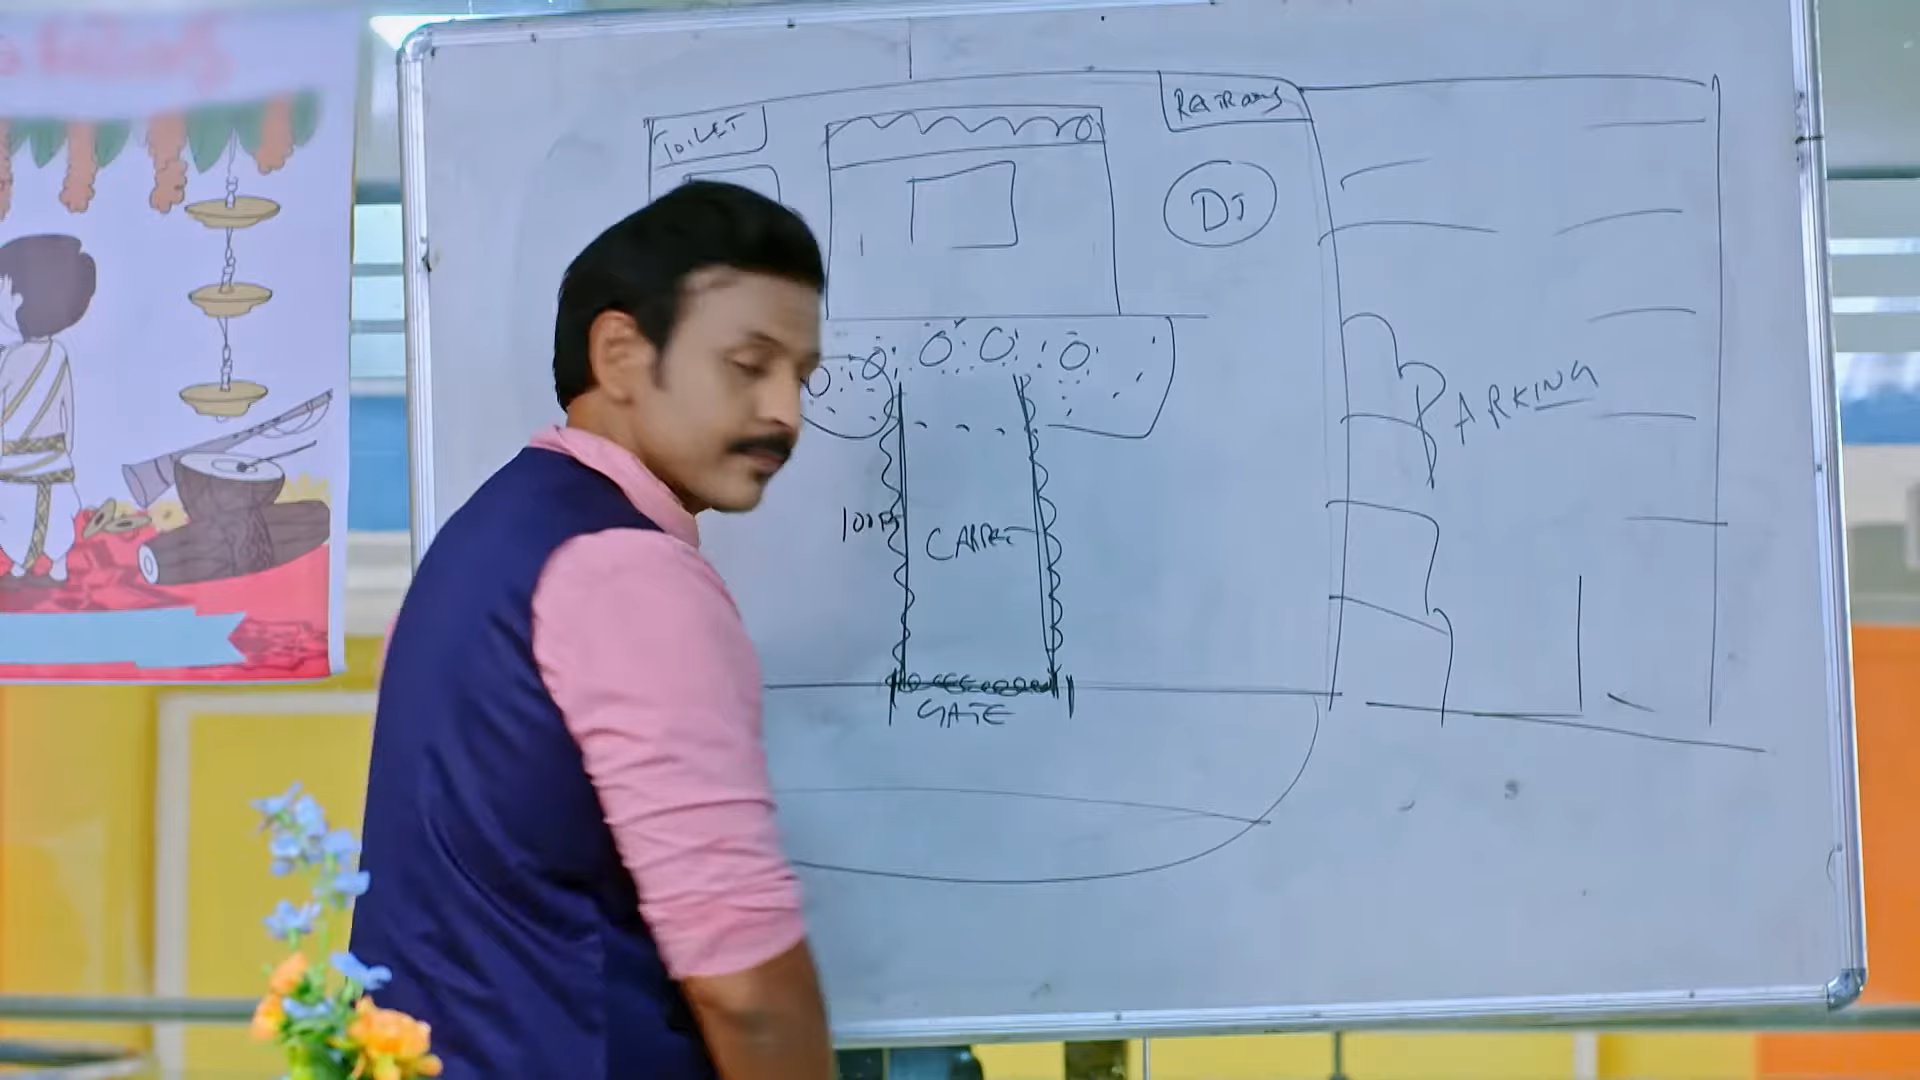 TOILET
RESTROOMS
DJ
PARKING
100 Ft
CARPET
GATE